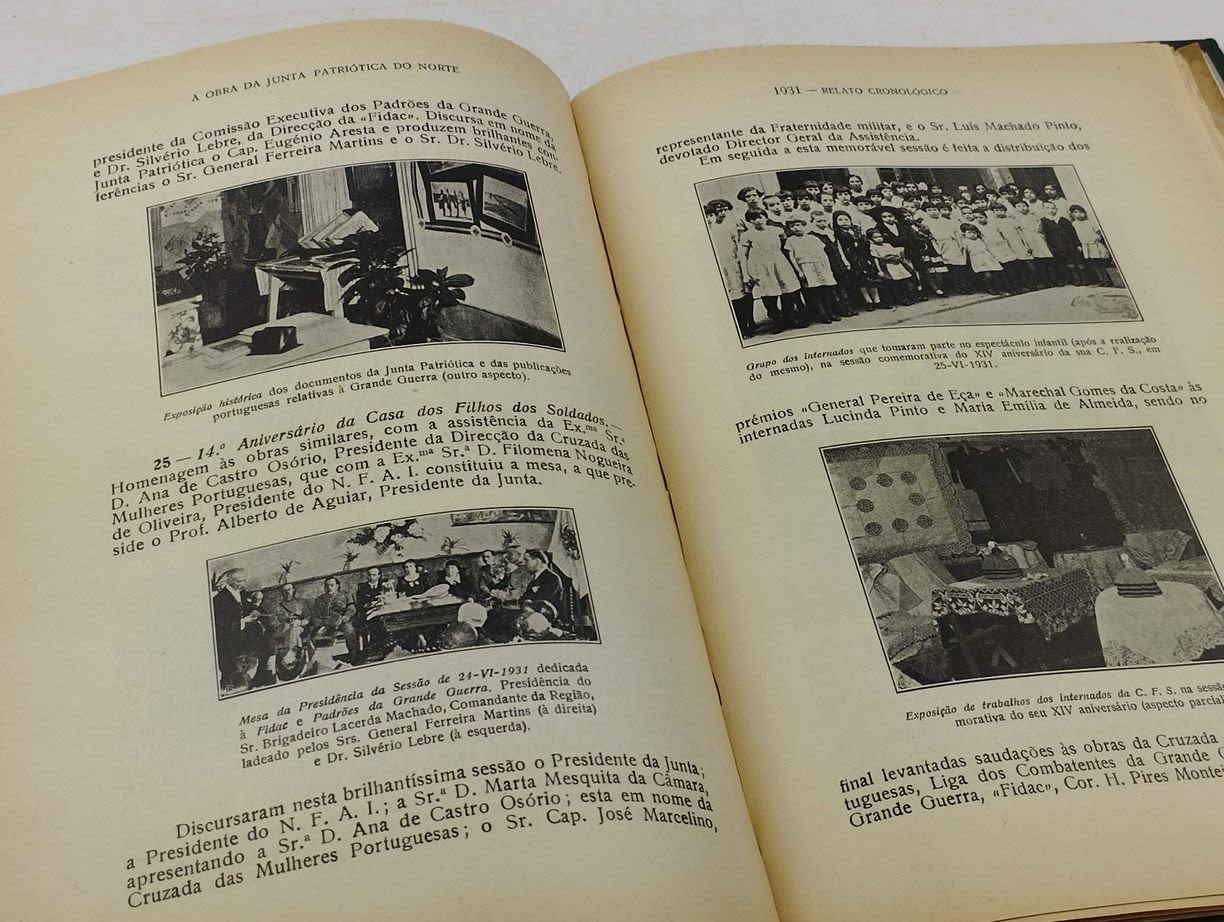 A OBRA DA JUNTA PATRIÓTICA DO NORTE
presidente da Comissão Executiva dos Padrões da Grande Guerra,
e Dr. Silvério Lebre, da Direcção da «Fidac». Discursa em nome da
Junta Patriótica o Cap. Eugénio Aresta e produzem brilhantes con-
ferências o Sr. General Ferreira Martins e o Sr. Dr. Silvério Lebre.
Exposição histórica dos documentos da Junta Patriótica e das publicações
portuguesas relativas à Grande Guerra (outro aspecto).
25 — 14.º Aniversário da Casa dos Filhos dos Soldados. —
Homenagem às obras similares, com a assistência da Ex.ma Sr.ª
D. Ana de Castro Osório, Presidente da Direcção da Cruzada das
Mulheres Portuguesas, que com a Ex.ma Sr.ª D. Filomena Nogueira
de Oliveira, Presidente do N. F. A. I. constituiu a mesa, a que pre-
side o Prof. Alberto de Aguiar, Presidente da Junta.
Mesa da Presidência da Sessão de 24-VI-1931 dedicada
à Fidac e Padrões da Grande Guerra. Presidência do
Sr. Brigadeiro Lacerda Machado, Comandante da Região,
ladeado pelos Srs. General Ferreira Martins (à direita)
e Dr. Silvério Lebre (à esquerda).
Discursaram nesta brilhantíssima sessão o Presidente da Junta;
a Presidente do N. F. A. I.; a Sr.ª D. Marta Mesquita da Câmara,
apresentando a Sr.ª D. Ana de Castro Osório; esta em nome da
Cruzada das Mulheres Portuguesas; o Sr. Cap. José Marcelino,
1931 — RELATO CRONOLÓGICO
representante da Fraternidade militar, e o Sr. Luís Machado Pinto,
devotado Director Geral da Assistência.
Em seguida a esta memorável sessão é feita a distribuição dos
Grupo dos internados que tomaram parte no espectáculo infantil (após a realização
do mesmo), na sessão comemorativa do XIV aniversário da sua C. F. S., em
25-VI-1931.
prémios «General Pereira de Eça» e «Marechal Gomes da Costa» às
internadas Lucinda Pinto e Maria Emília de Almeida, sendo no
Exposição de trabalhos dos internados da C. F. S. na sessã
morativa do seu XIV aniversário (aspecto parcial
final levantadas saudações às obras da Cruzada
tuguesas, Liga dos Combatentes da Grande
Grande Guerra, «Fidac», Cor. H. Pires Montei